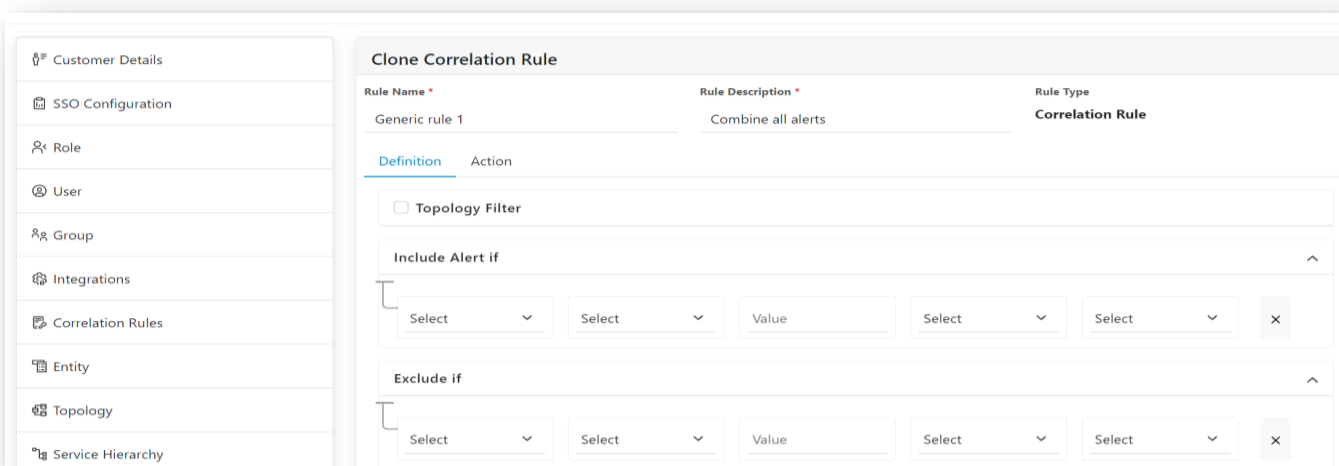 Customer Details
SSO Configuration
Role
User
Group
Integrations
Correlation Rules
Entity
Topology
Service Hierarchy
Clone Correlation Rule
Rule Name * Rule Description * Rule Type
Generic rule 1 Combine all alerts Correlation Rule
Definition Action
Topology Filter
Include Alert if
Select Select Value Select Select
Exclude if
Select Select Value Select Select